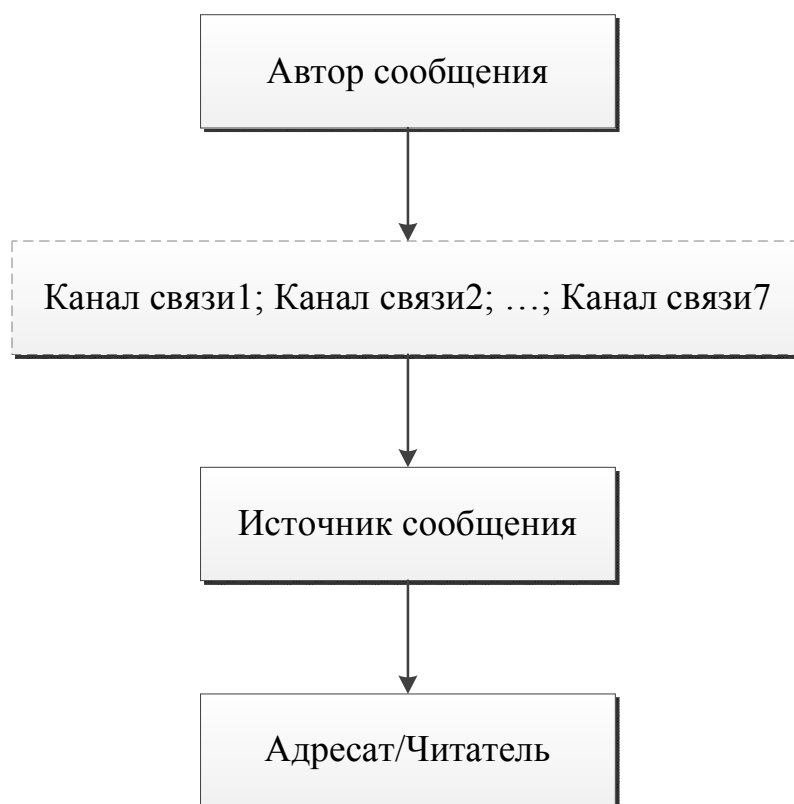 Автор сообщения
Канал связи1; Канал связи2; …; Канал связи7
Источник сообщения
Адресат/Читатель